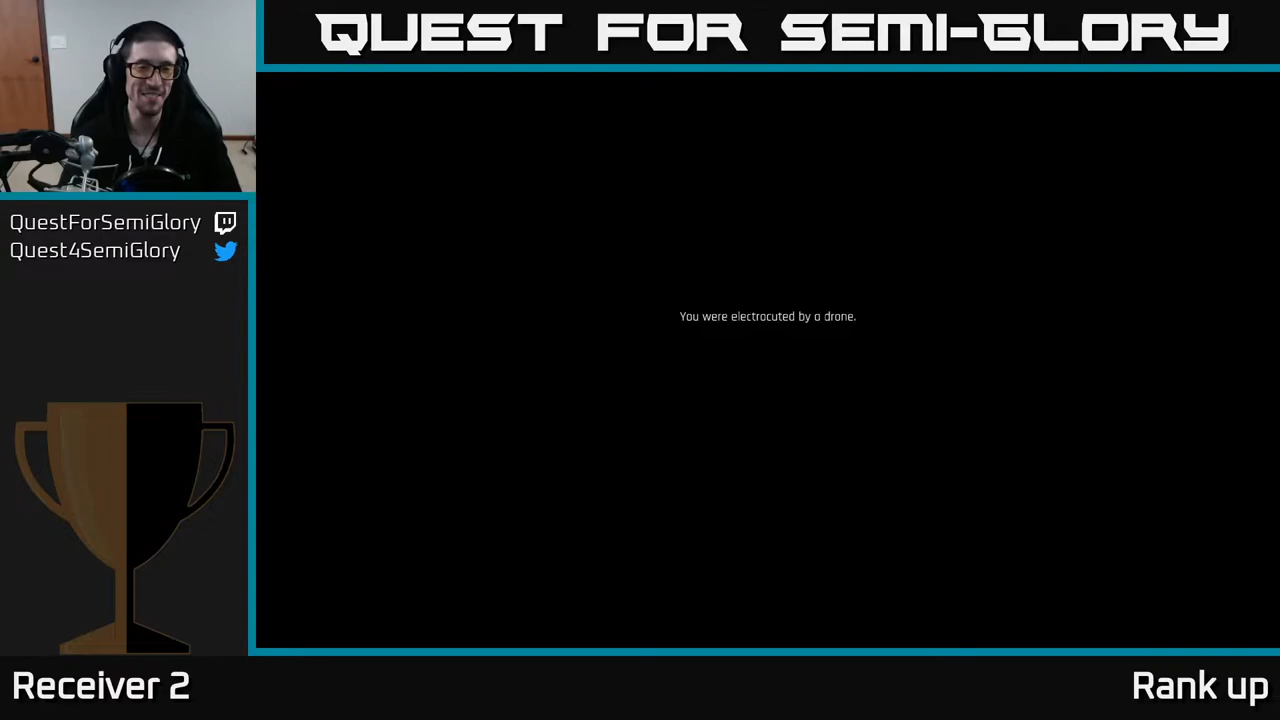 QUEST FOR SEMI-GLORY
QuestForSemiGlory
Quest4SemiGlory
You were electrocuted by a drone.
Receiver 2
Rank up